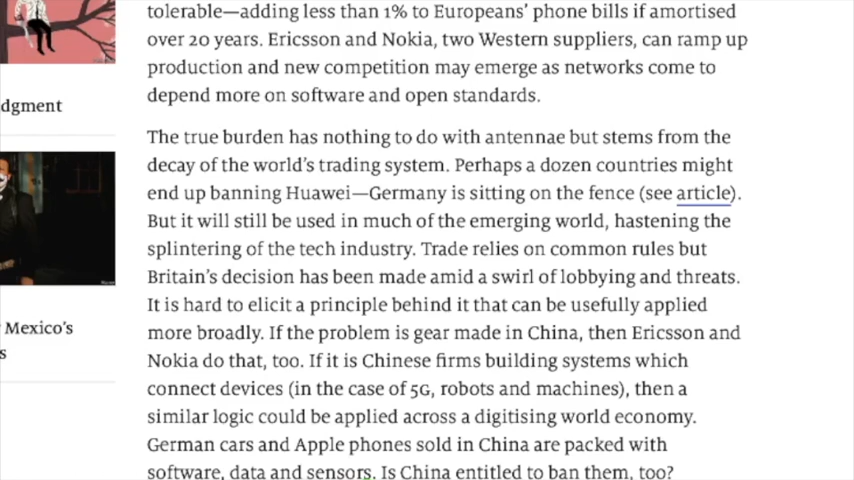 tolerable—adding less than 1% to Europeans’ phone bills if amortised
over 20 years. Ericsson and Nokia, two Western suppliers, can ramp up
production and new competition may emerge as networks come to
depend more on software and open standards.
dgment
The true burden has nothing to do with antennae but stems from the
decay of the world’s trading system. Perhaps a dozen countries might
end up banning Huawei—Germany is sitting on the fence (see article).
But it will still be used in much of the emerging world, hastening the
splintering of the tech industry. Trade relies on common rules but
Britain’s decision has been made amid a swirl of lobbying and threats.
It is hard to elicit a principle behind it that can be usefully applied
more broadly. If the problem is gear made in China, then Ericsson and
Nokia do that, too. If it is Chinese firms building systems which
connect devices (in the case of 5G, robots and machines), then a
similar logic could be applied across a digitising world economy.
German cars and Apple phones sold in China are packed with
software, data and sensors. Is China entitled to ban them, too?
Mexico’s
s